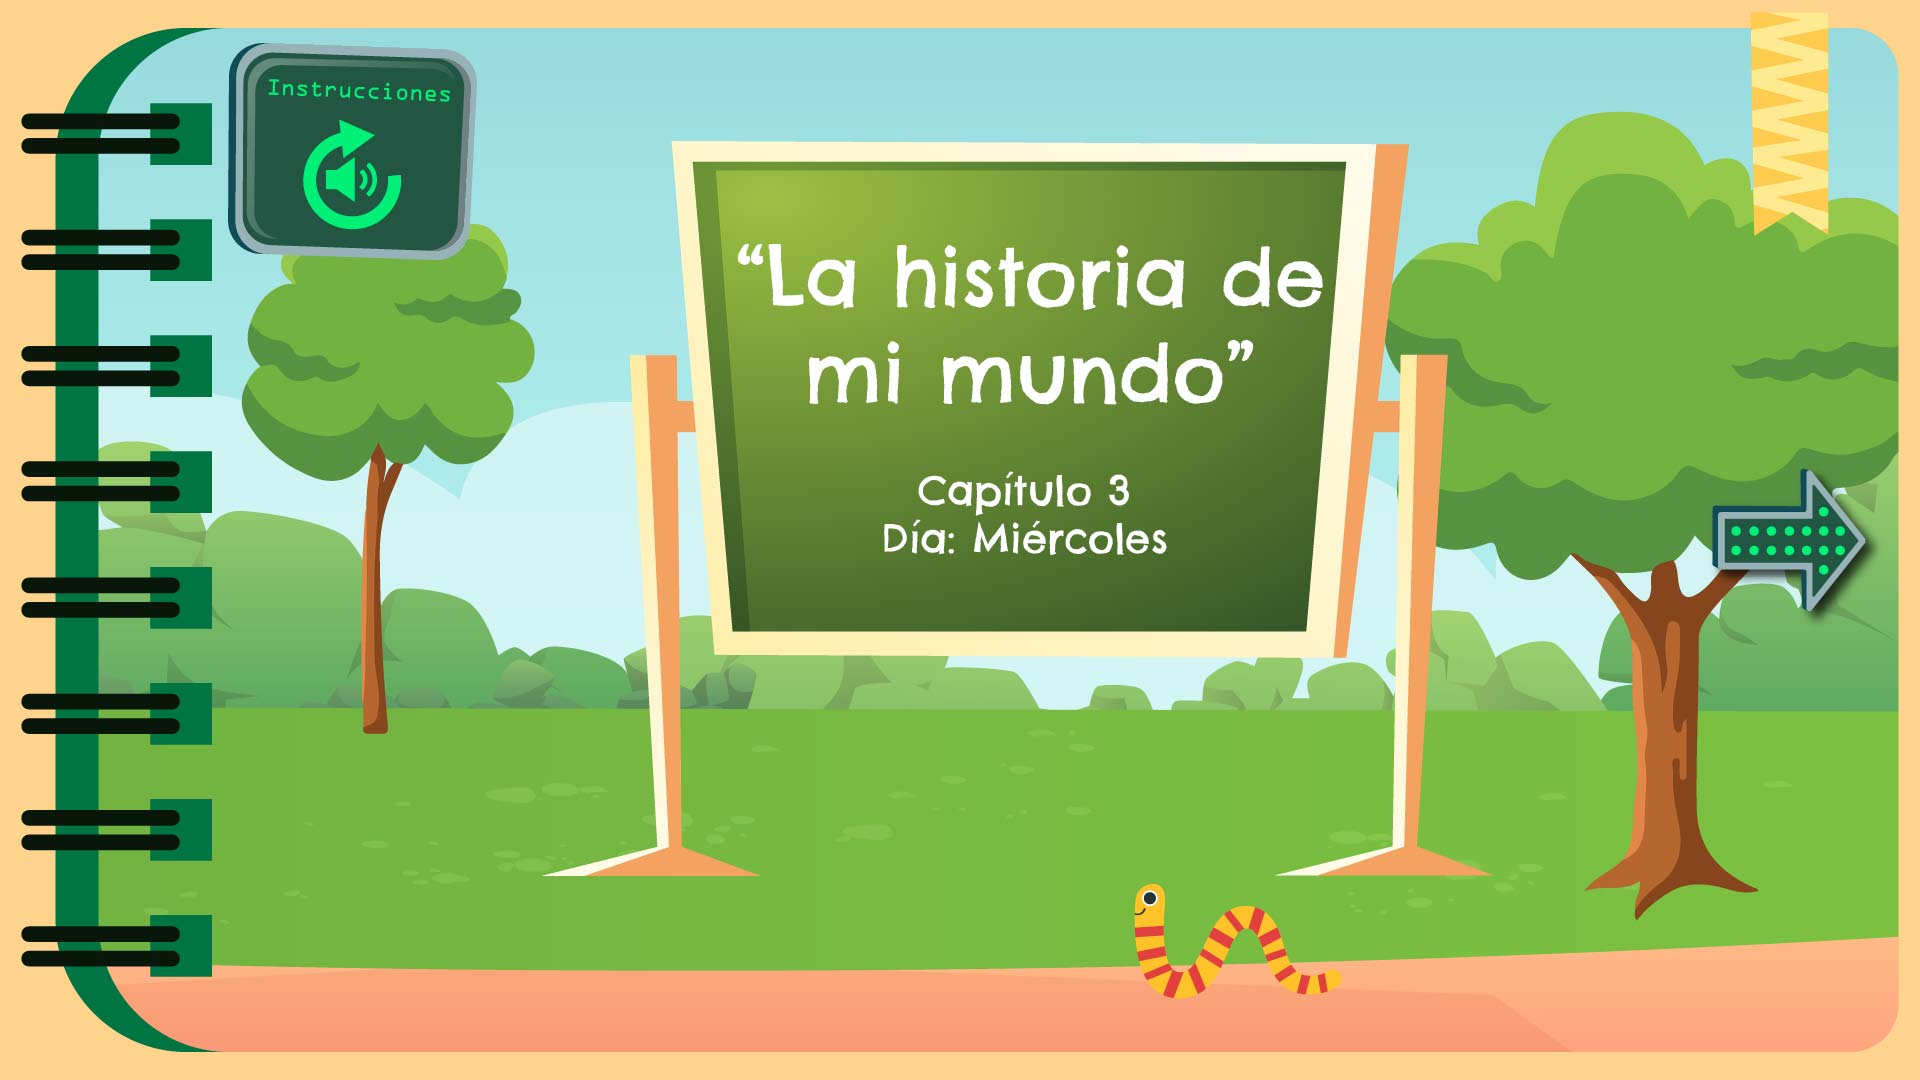 Instrucciones
“La historia de
mi mundo”
Capítulo 3
Día: Miércoles